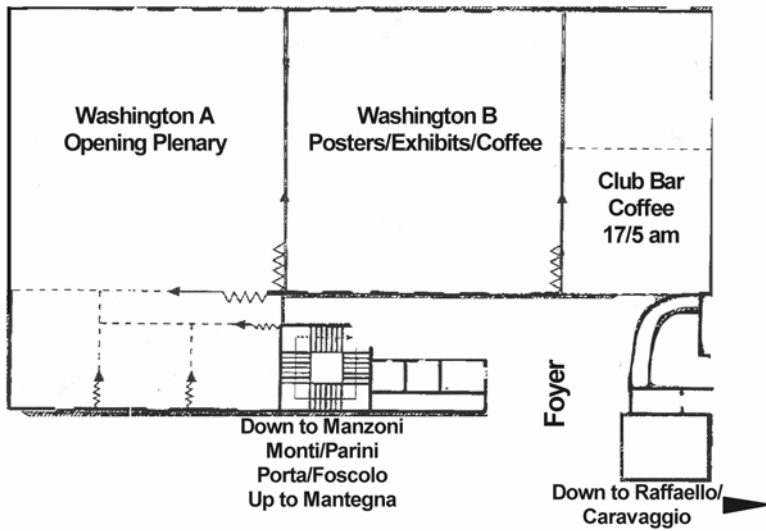 Washington A
Opening Plenary
Washington B
Posters/Exhibits/Coffee
Club Bar
Coffee
17/5 am
Foyer
Down to Manzoni
Monti/Parini
Porta/Foscolo
Up to Mantegna
Down to Raffaello/
Caravaggio